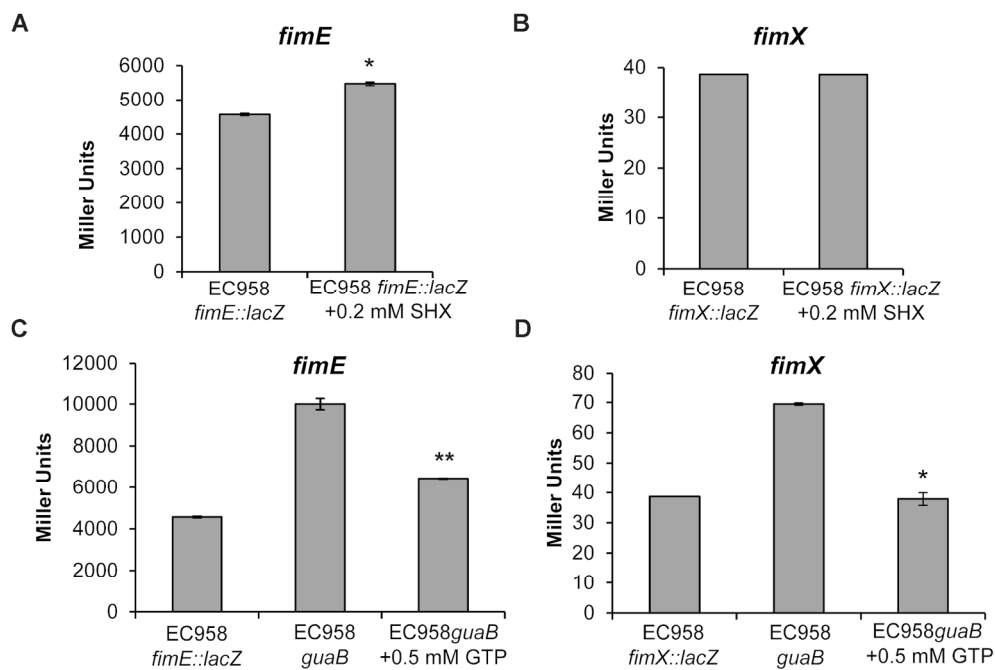 A
fimE
Miller Units
6000
5000
4000
3000
2000
1000
0
*
EC958
fimE::lacZ
EC958 fimE::lacZ
+0.2 mM SHX
B
fimX
Miller Units
40
30
20
10
0
EC958
fimX::lacZ
EC958 fimX::lacZ
+0.2 mM SHX
C
fimE
Miller Units
12000
10000
8000
6000
4000
2000
0
**
EC958
fimE::lacZ
EC958
guaB
EC958guaB
+0.5 mM GTP
D
fimX
Miller Units
80
70
60
50
40
30
20
10
0
*
EC958
fimX::lacZ
EC958
guaB
EC958guaB
+0.5 mM GTP